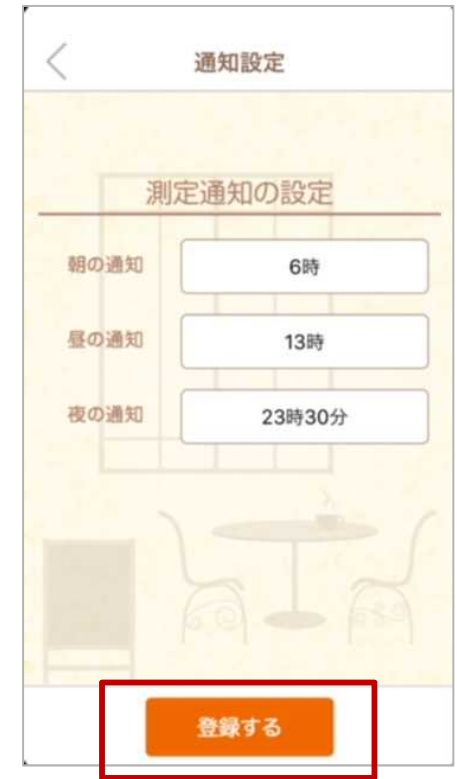 通知設定
測定通知の設定
朝の通知 6時
昼の通知 13時
夜の通知 23時30分
登録する